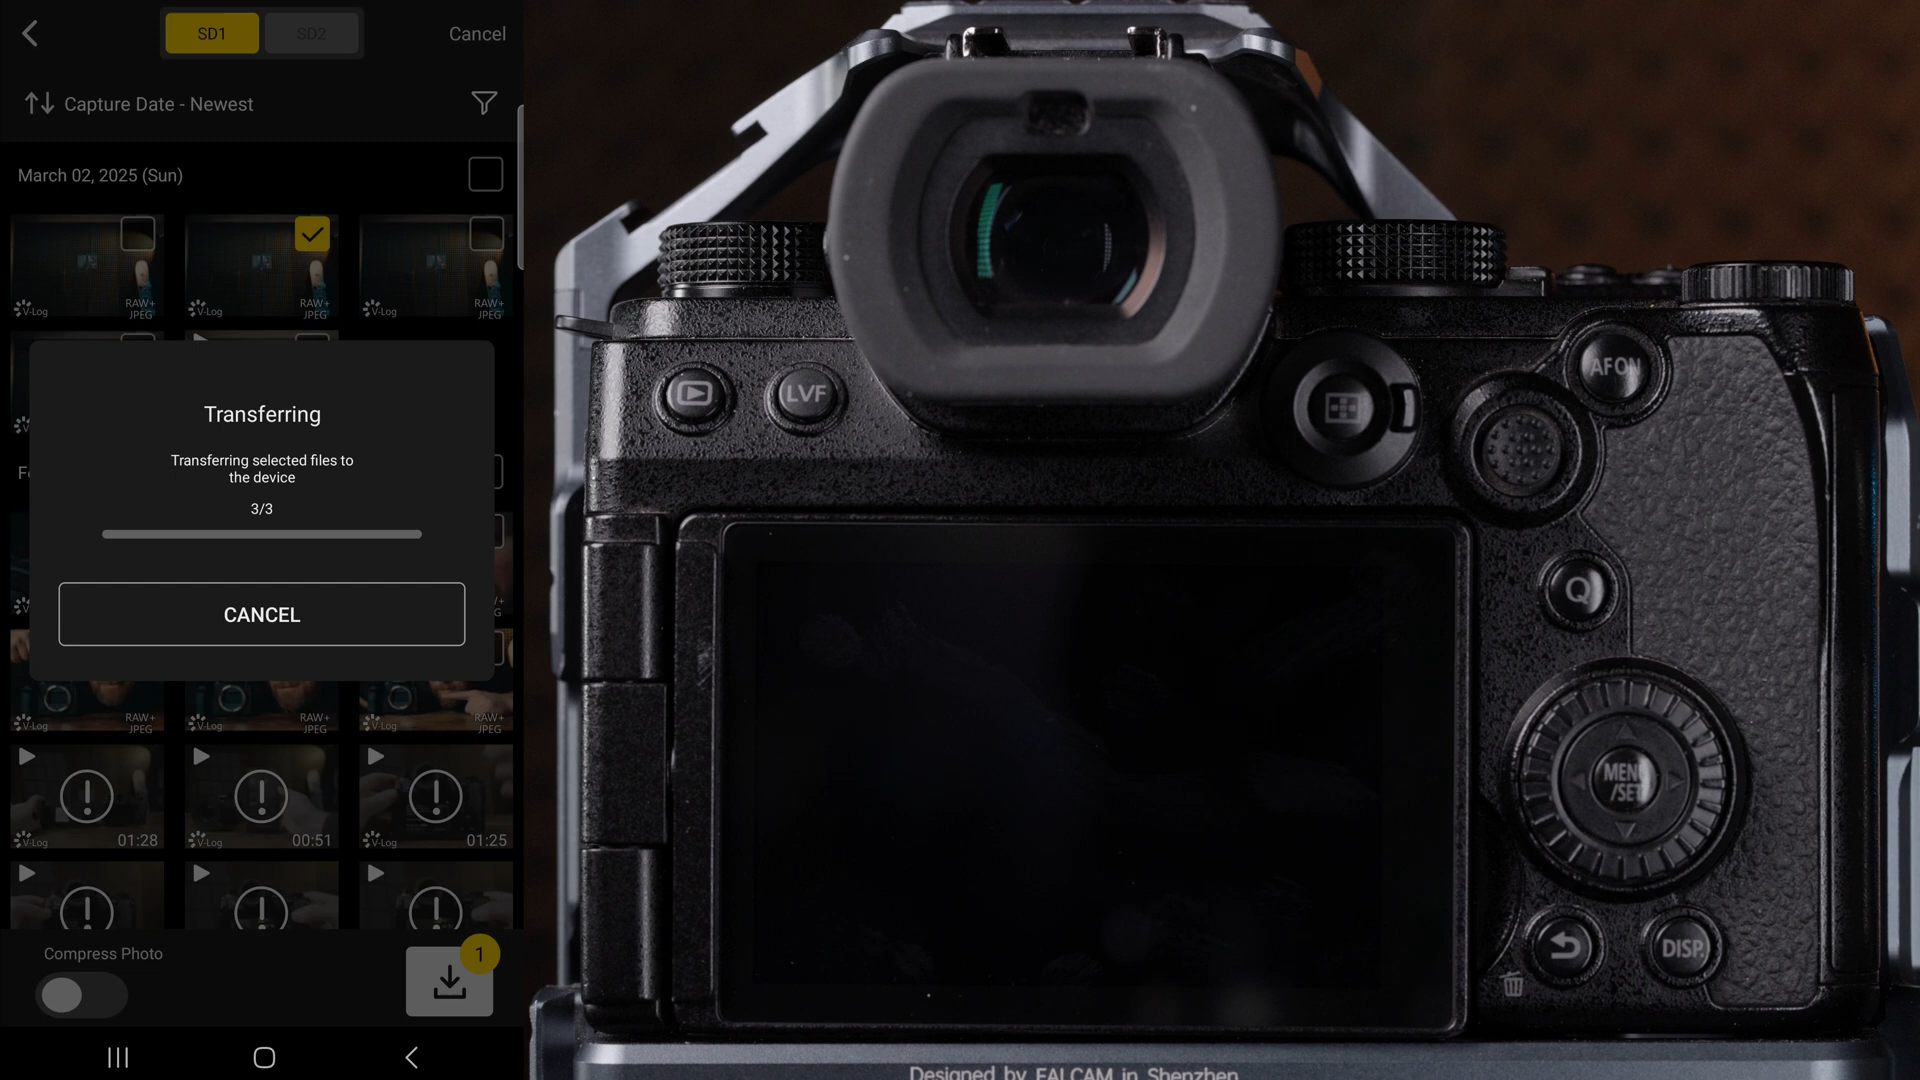 SD1
SD2
Cancel
Capture Date - Newest
March 02, 2025 (Sun)
V-Log
RAW+
JPEG
V-Log
RAW+
JPEG
V-Log
RAW+
JPEG
Transferring
Transferring selected files to
the device
3/3
CANCEL
V-Log
RAW+
JPEG
V-Log
RAW+
JPEG
V-Log
RAW+
JPEG
V-Log
01:28
V-Log
00:51
V-Log
01:25
Compress Photo
1
LVF
AF ON
Q
MENU
/SET
DISP.
Designed by FALCAM in Shenzhen